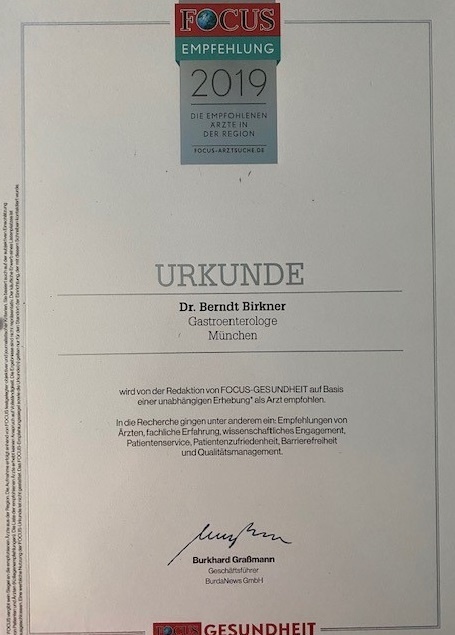 FOCUS
EMPFEHLUNG
2019
DIE EMPFOHLENEN
ÄRZTE IN
DER REGION
FOCUS-ARZTSUCHE.DE
URKUNDE
Dr. Berndt Birkner
Gastroenterologe
München
wird von der Redaktion von FOCUS-GESUNDHEIT auf Basis
einer unabhängigen Erhebung* als Arzt empfohlen.
In die Recherche gingen unter anderem ein: Empfehlungen von
Ärzten, fachliche Erfahrung, wissenschaftliches Engagement,
Patientenservice, Patientenzufriedenheit, Barrierefreiheit
und Qualitätsmanagement.
Burkhard Graßmann
Geschäftsführer
BurdaNews GmbH
FOCUS GESUNDHEIT